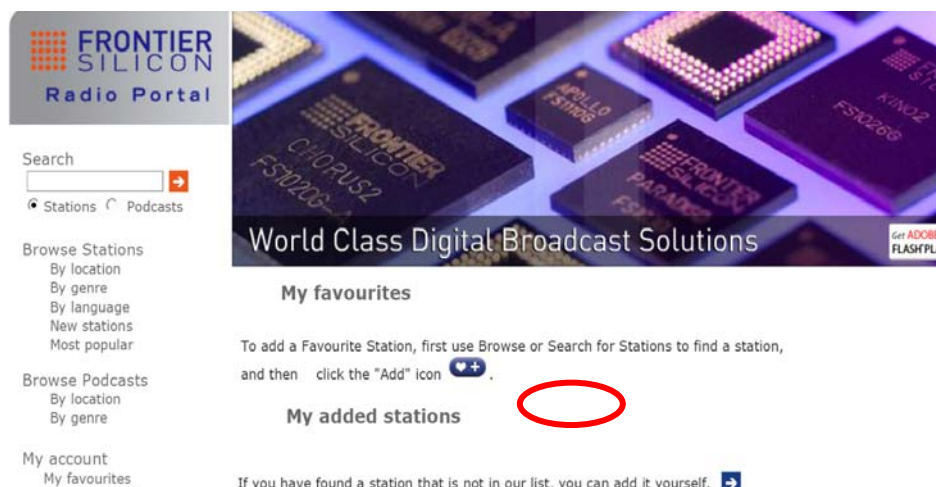 FRONTIER
SILICON
Radio Portal
Search
Stations Podcasts
Browse Stations
By location
By genre
By language
New stations
Most popular
Browse Podcasts
By location
By genre
My account
My favourites
FRONTIER
SILICON
CHORUS2
FS1020G-A
APOLLO
FS1110G
FRONTIER
SILICON
PARADISO
KINO2
FS1026G
World Class Digital Broadcast Solutions
Get ADOBE
FLASH PL
My favourites
To add a Favourite Station, first use Browse or Search for Stations to find a station,
and then click the "Add" icon .
My added stations
If you have found a station that is not in our list, you can add it yourself.